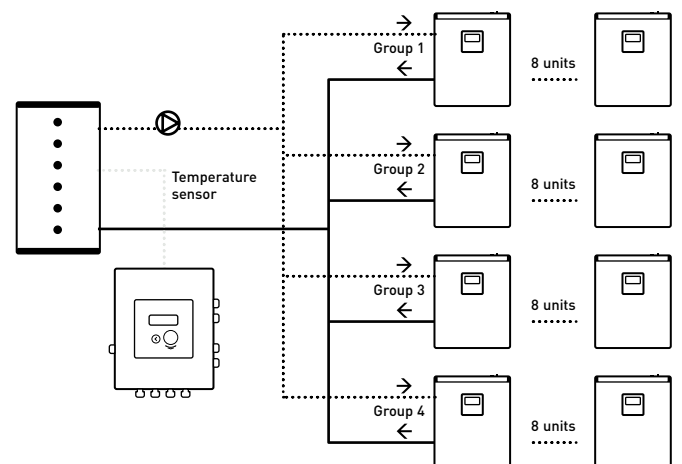 Group 1
8 units
Group 2
8 units
Temperature
sensor
Group 3
8 units
Group 4
8 units